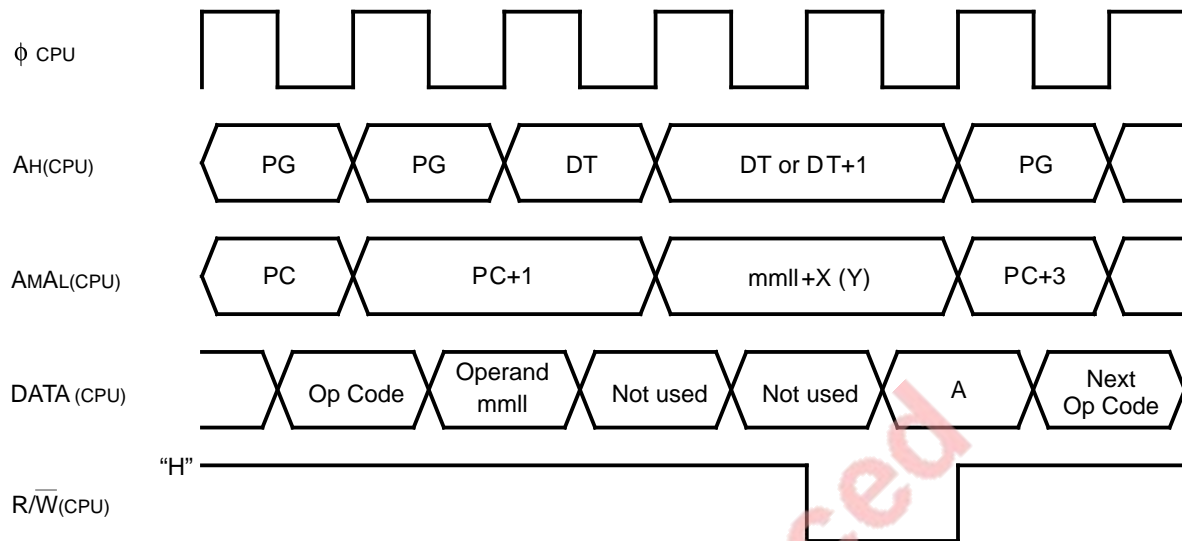 ϕ CPU
AH(CPU) PG PG DT DT or DT+1 PG
AMAL(CPU) PC PC+1 mmll+X (Y) PC+3
DATA (CPU) Op Code Operand mmll Not used Not used A Next Op Code
"H"
R/W̅(CPU)